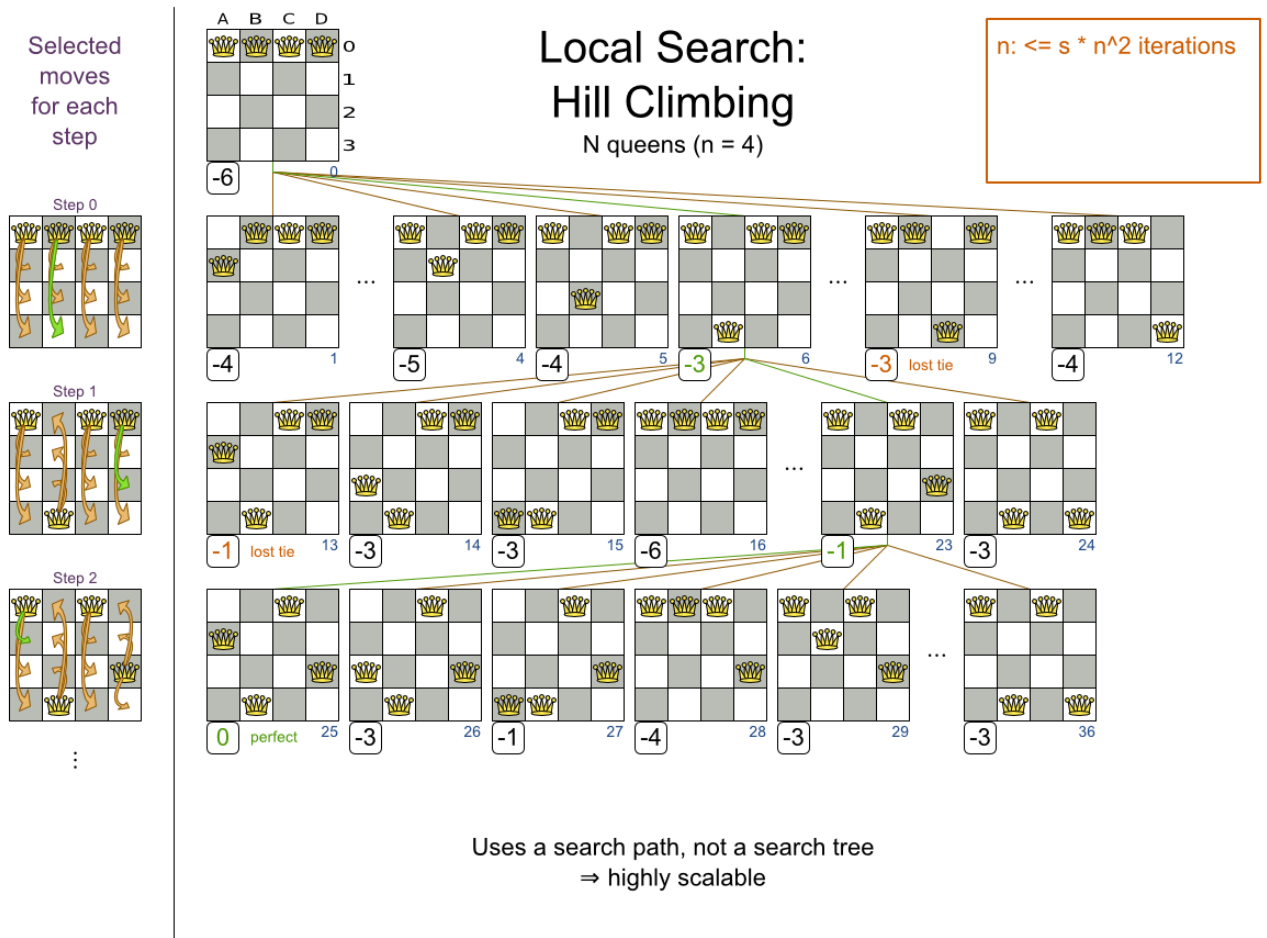 Selected
moves
for each
step
A B C D
0
1
2
3
-6
0
Local Search:
Hill Climbing
N queens (n = 4)
n: <= s * n^2 iterations
Step 0
...
...
...
-4
1
-5
4
-4
5
-3
6
-3 lost tie
9
-4
12
Step 1
...
-1 lost tie
13
-3
14
-3
15
-6
16
-1
23
-3
24
Step 2
...
0 perfect
25
-3
26
-1
27
-4
28
-3
29
-3
36
...
Uses a search path, not a search tree
⇒ highly scalable